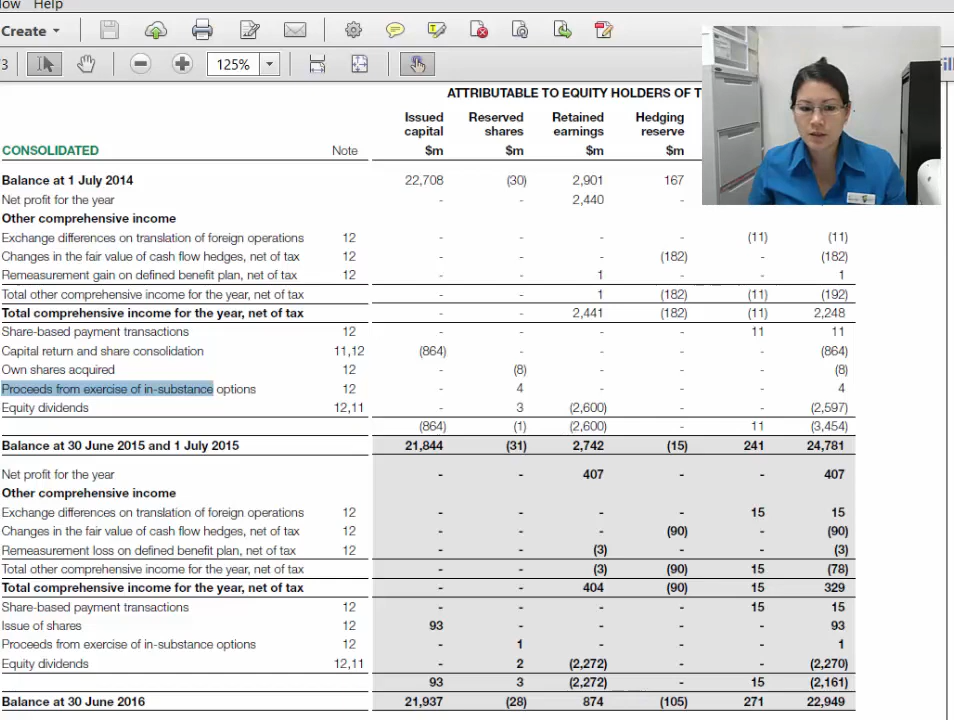 ow Help
Create
3 125%
ATTRIBUTABLE TO EQUITY HOLDERS OF T
Issued Reserved Retained Hedging
capital shares earnings reserve
CONSOLIDATED Note $m $m $m $m
Balance at 1 July 2014 22,708 (30) 2,901 167
Net profit for the year - - 2,440 -
Other comprehensive income
Exchange differences on translation of foreign operations 12 - - - - (11) (11)
Changes in the fair value of cash flow hedges, net of tax 12 - - - (182) - (182)
Remeasurement gain on defined benefit plan, net of tax 12 - - 1 - - 1
Total other comprehensive income for the year, net of tax - - 1 (182) (11) (192)
Total comprehensive income for the year, net of tax - - 2,441 (182) (11) 2,248
Share-based payment transactions 12 - - - - 11 11
Capital return and share consolidation 11,12 (864) - - - - (864)
Own shares acquired 12 - (8) - - - (8)
Proceeds from exercise of in-substance options 12 - 4 - - - 4
Equity dividends 12,11 - 3 (2,600) - - (2,597)
(864) (1) (2,600) - 11 (3,454)
Balance at 30 June 2015 and 1 July 2015 21,844 (31) 2,742 (15) 241 24,781
Net profit for the year - - 407 - - 407
Other comprehensive income
Exchange differences on translation of foreign operations 12 - - - - 15 15
Changes in the fair value of cash flow hedges, net of tax 12 - - - (90) - (90)
Remeasurement loss on defined benefit plan, net of tax 12 - - (3) - - (3)
Total other comprehensive income for the year, net of tax - - (3) (90) 15 (78)
Total comprehensive income for the year, net of tax - - 404 (90) 15 329
Share-based payment transactions 12 - - - - 15 15
Issue of shares 12 93 - - - - 93
Proceeds from exercise of in-substance options 12 - 1 - - - 1
Equity dividends 12,11 - 2 (2,272) - - (2,270)
93 3 (2,272) - 15 (2,161)
Balance at 30 June 2016 21,937 (28) 874 (105) 271 22,949